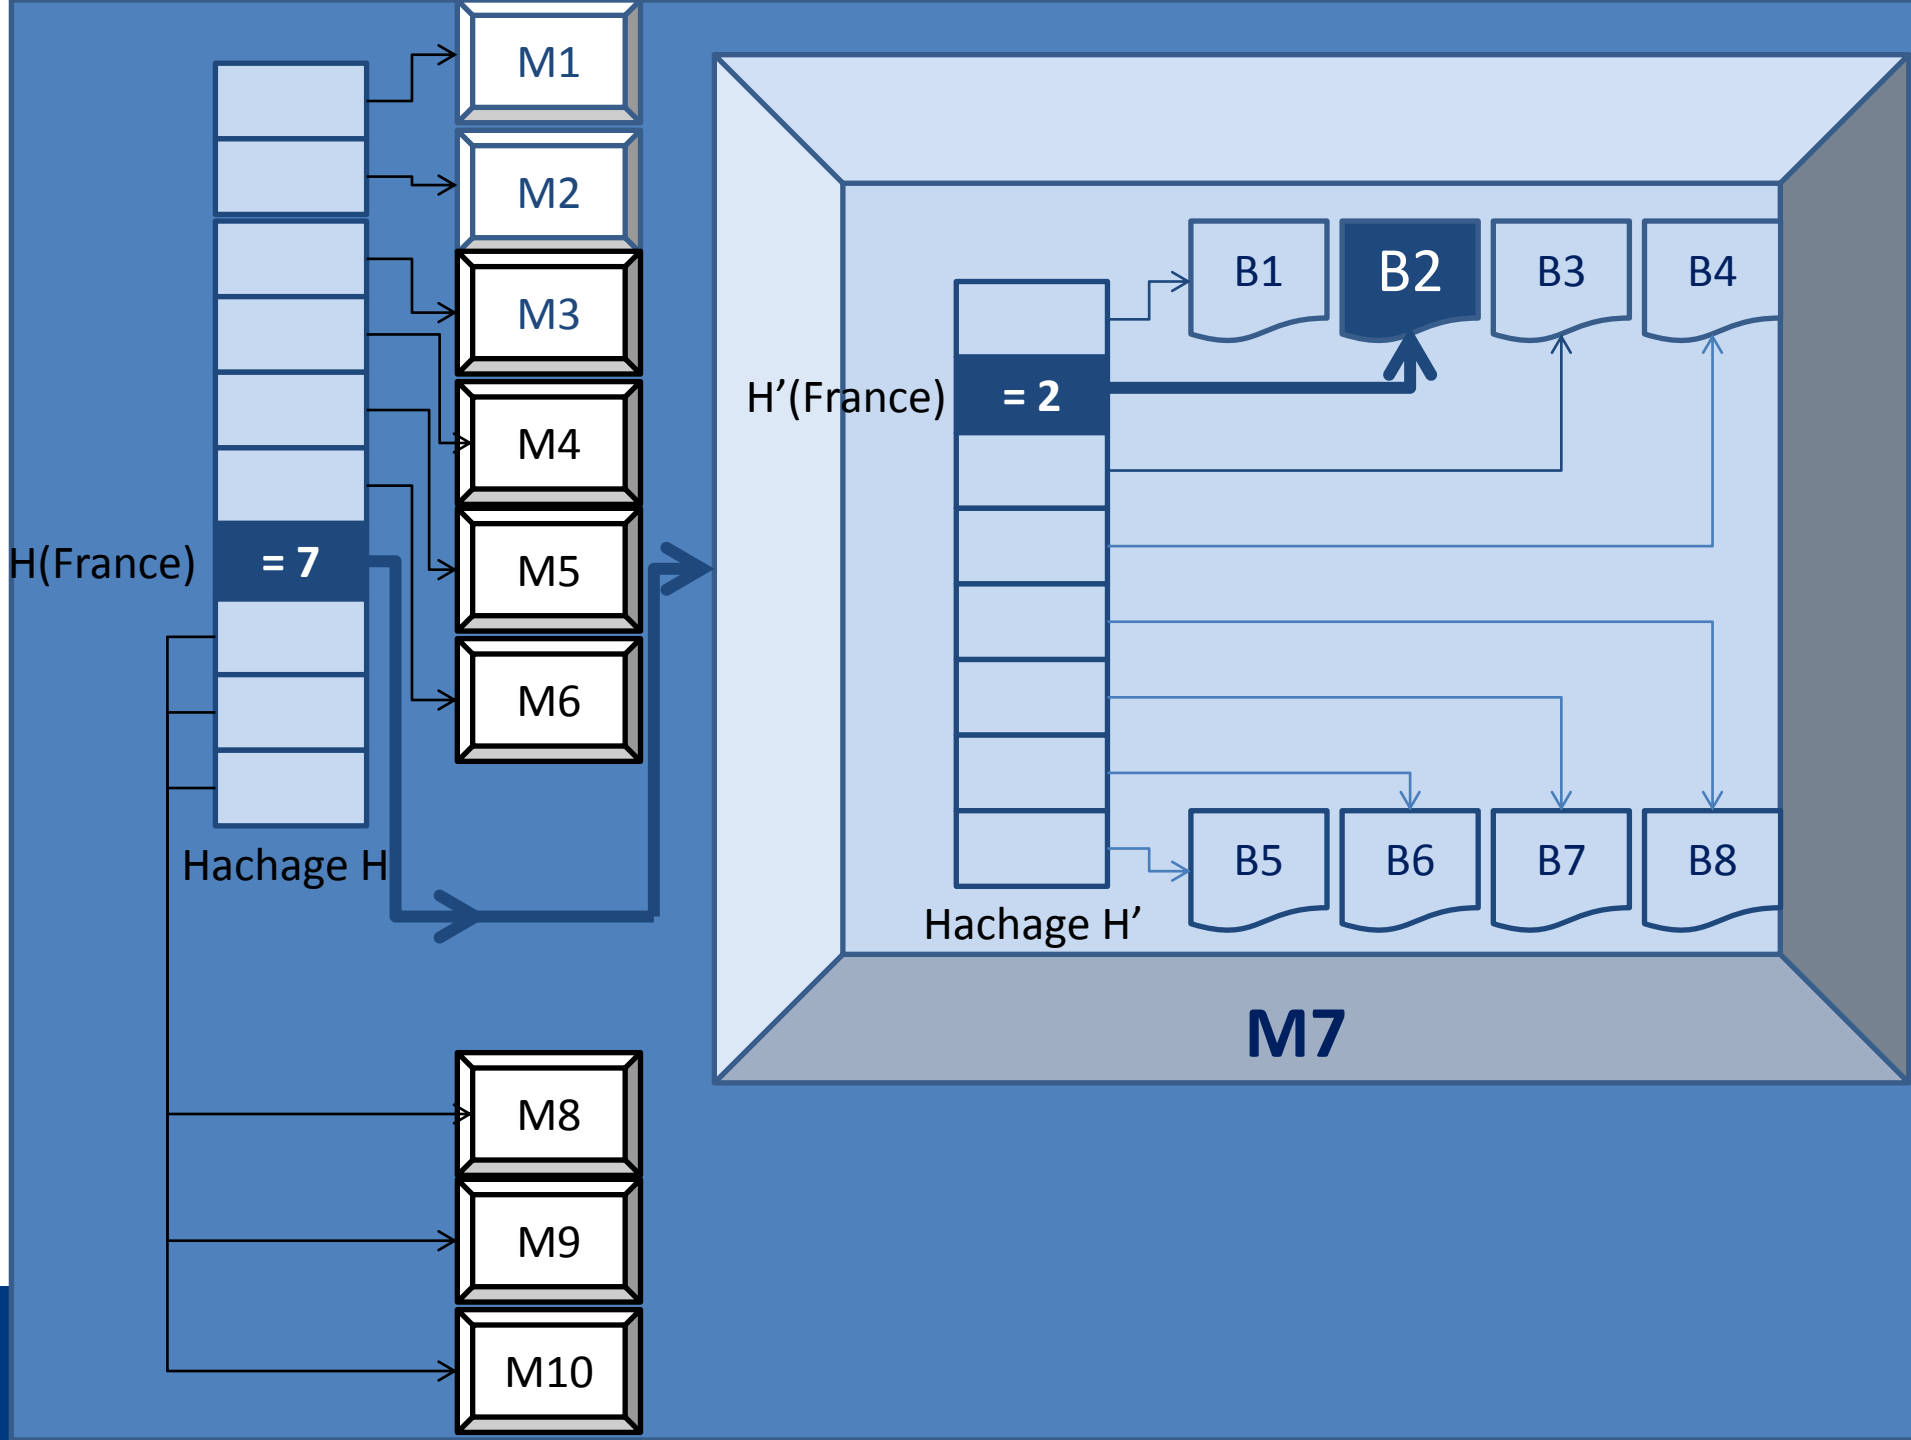 M1
M2
M3
M4
M5
M6
H(France)
= 7
Hachage H
M8
M9
M10
B1
B2
B3
B4
H’(France)
= 2
B5
B6
B7
B8
Hachage H’
M7